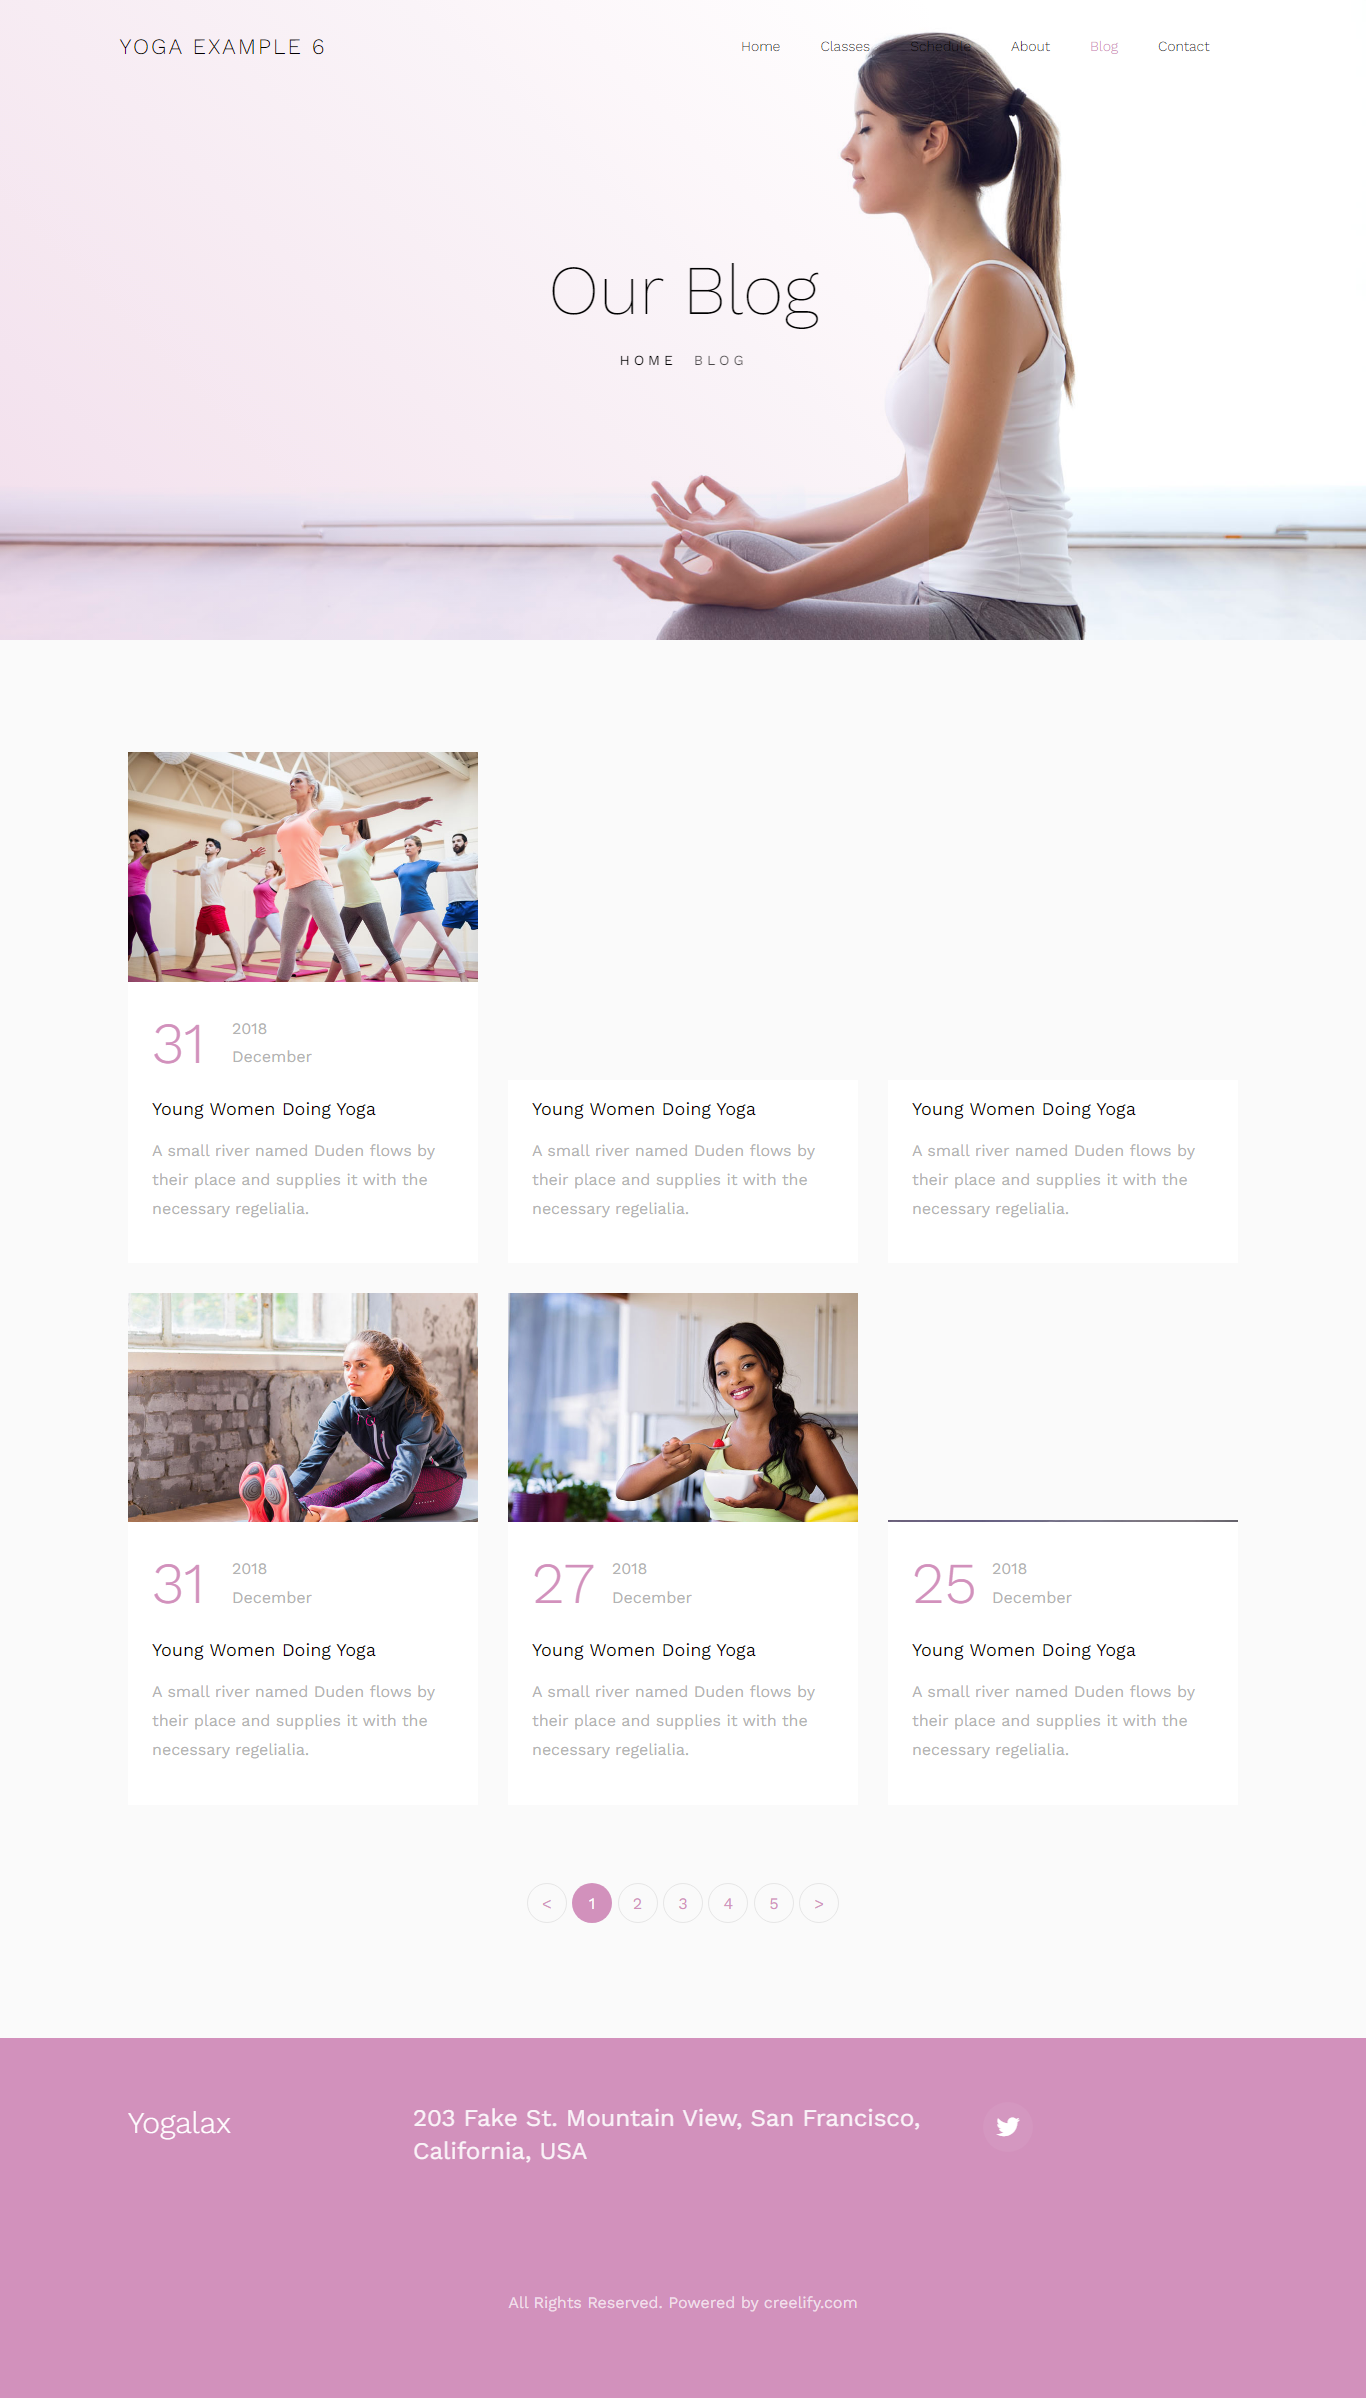 YOGA EXAMPLE 6
Home Classes Schedule About Blog Contact
Our Blog
HOME BLOG
31
2018
December
Young Women Doing Yoga
A small river named Duden flows by
their place and supplies it with the
necessary regelialia.
Young Women Doing Yoga
A small river named Duden flows by
their place and supplies it with the
necessary regelialia.
Young Women Doing Yoga
A small river named Duden flows by
their place and supplies it with the
necessary regelialia.
31
2018
December
Young Women Doing Yoga
A small river named Duden flows by
their place and supplies it with the
necessary regelialia.
27
2018
December
Young Women Doing Yoga
A small river named Duden flows by
their place and supplies it with the
necessary regelialia.
25
2018
December
Young Women Doing Yoga
A small river named Duden flows by
their place and supplies it with the
necessary regelialia.
< 1 2 3 4 5 >
Yogalax
203 Fake St. Mountain View, San Francisco,
California, USA
All Rights Reserved. Powered by creelify.com